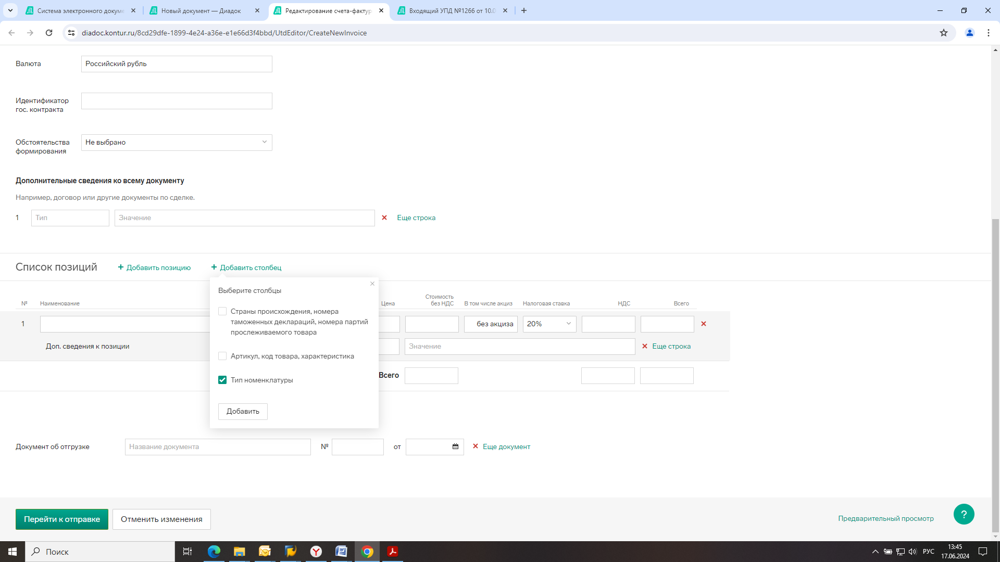 Система электронного докуме
Новый документ — Диадок
Редактирование счета-фактур
Входящий УПД №1266 от 10.0
diadoc.kontur.ru/8cd29dfe-1899-4e24-a36e-e1e66d3f4bbd/UtdEditor/CreateNewInvoice
Валюта
Российский рубль
Идентификатор
гос. контракта
Обстоятельства
формирования
Не выбрано
Дополнительные сведения ко всему документу
Например, договор или другие документы по сделке.
1 Тип Значение Еще строка
Список позиций + Добавить позицию + Добавить столбец
Выберите столбцы
Страны происхождения, номера
таможенных деклараций, номера партий
прослеживаемого товара
Артикул, код товара, характеристика
Тип номенклатуры
Добавить
№ Наименование Цена Стоимость
без НДС В том числе акциз Налоговая ставка НДС Всего
1 без акциза 20%
Доп. сведения к позиции Значение Еще строка
Всего
Документ об отгрузке Название документа № от Еще документ
Перейти к отправке Отменить изменения Предварительный просмотр ?
Поиск
РУС
13:45
17.06.2024